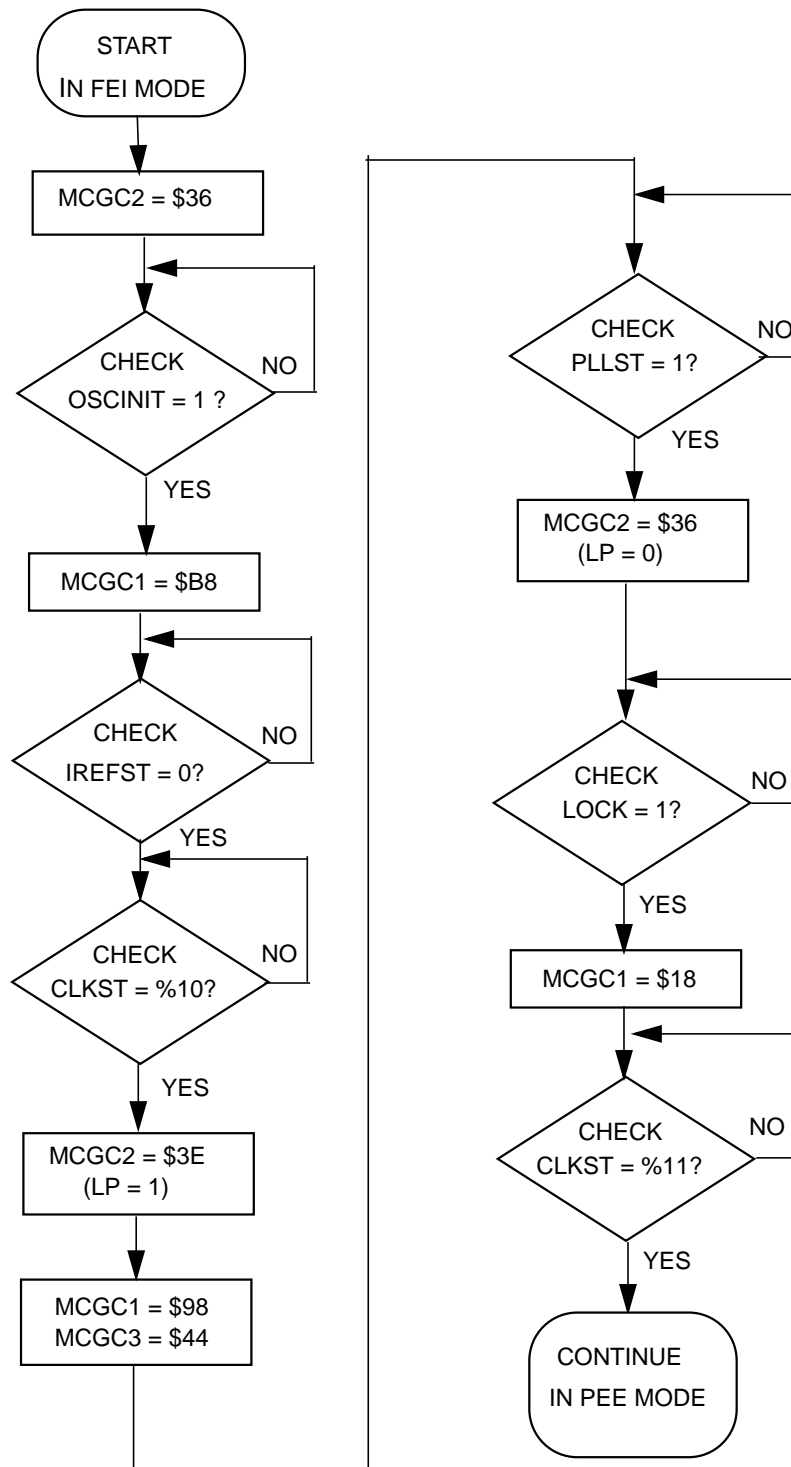 START
IN FEI MODE
MCGC2 = $36
CHECK
OSCINIT = 1 ?
NO
YES
MCGC1 = $B8
CHECK
IREFST = 0?
NO
YES
CHECK
CLKST = %10?
NO
YES
MCGC2 = $3E
(LP = 1)
MCGC1 = $98
MCGC3 = $44
CHECK
PLLST = 1?
NO
YES
MCGC2 = $36
(LP = 0)
CHECK
LOCK = 1?
NO
YES
MCGC1 = $18
CHECK
CLKST = %11?
NO
YES
CONTINUE
IN PEE MODE